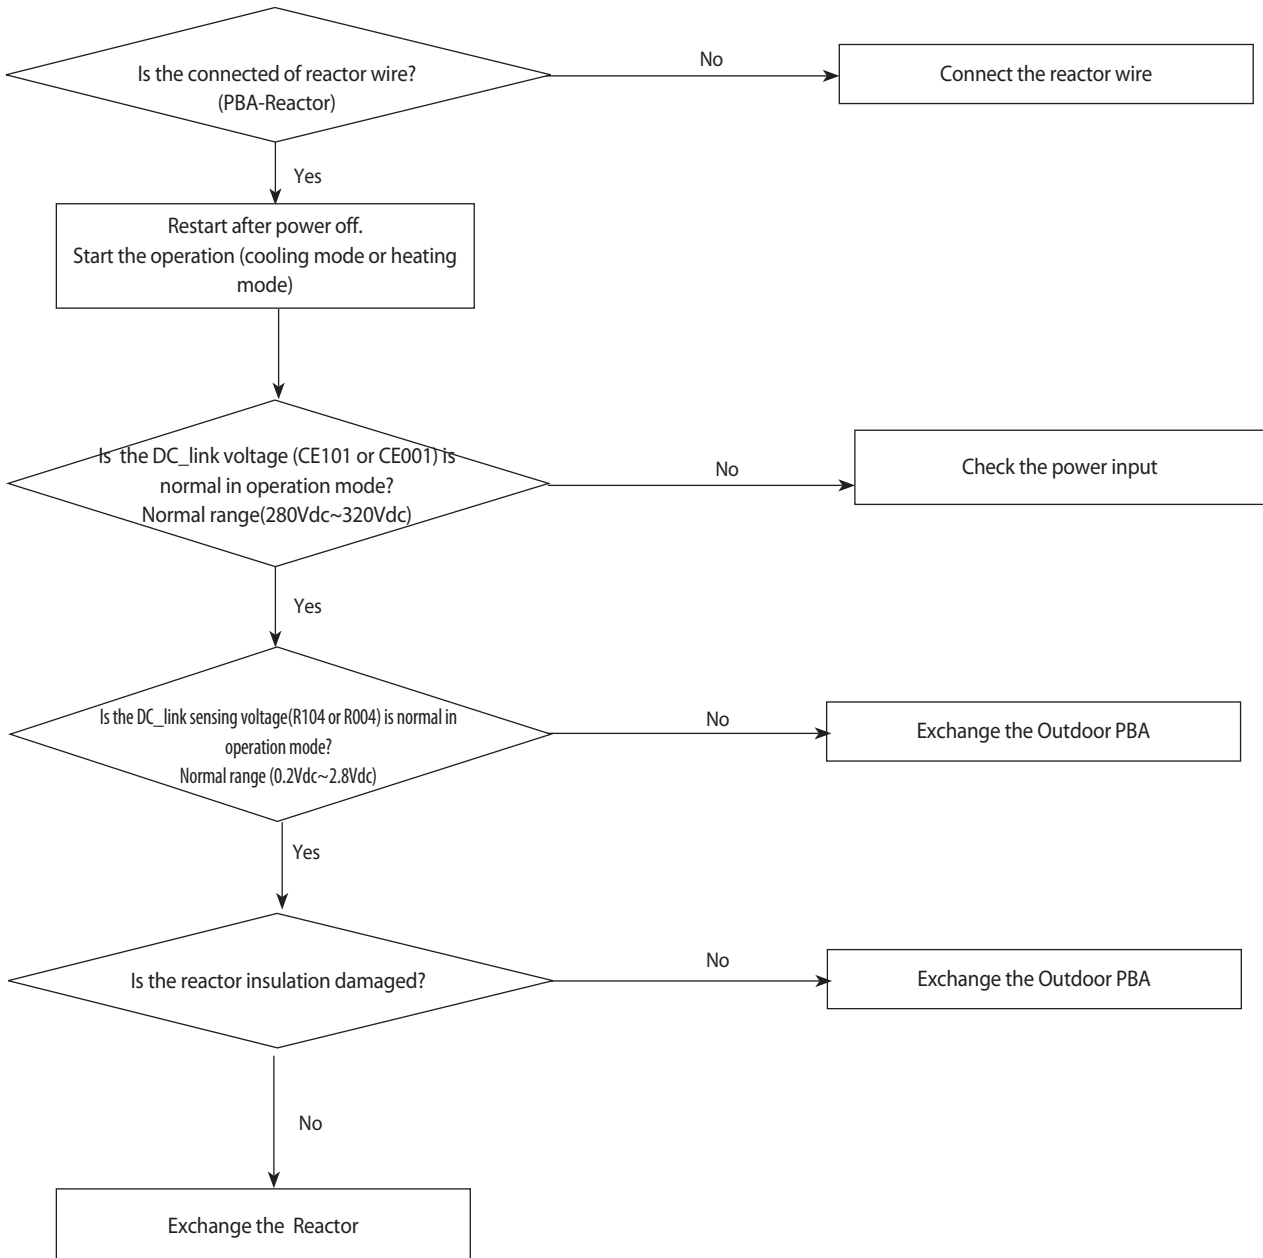 Is the connected of reactor wire?
(PBA-Reactor)
No
Connect the reactor wire
Yes
Restart after power off.
Start the operation (cooling mode or heating
mode)
Is the DC_link voltage (CE101 or CE001) is
normal in operation mode?
Normal range(280Vdc~320Vdc)
No
Check the power input
Yes
Is the DC_link sensing voltage(R104 or R004) is normal in
operation mode?
Normal range (0.2Vdc~2.8Vdc)
No
Exchange the Outdoor PBA
Yes
Is the reactor insulation damaged?
No
Exchange the Outdoor PBA
No
Exchange the Reactor